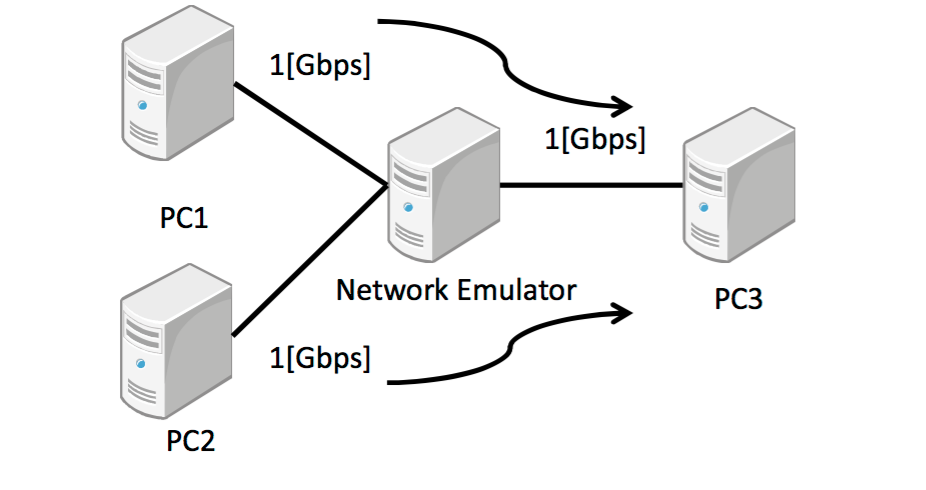 1[Gbps]
1[Gbps]
PC1
Network Emulator
PC3
1[Gbps]
PC2